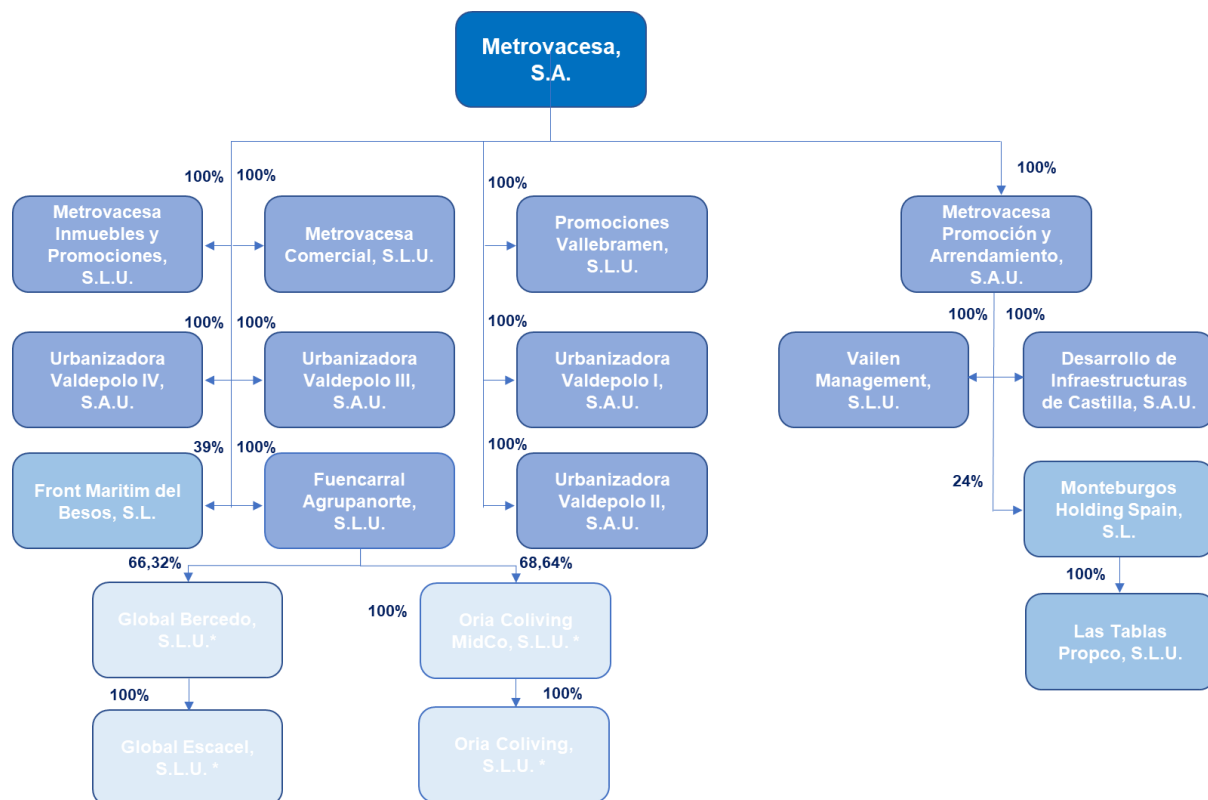 Metrovacesa,
S.A.
100%
100%
100%
100%
Metrovacesa
Inmuebles y
Promociones,
S.L.U.
Metrovacesa
Comercial, S.L.U.
Promociones
Vallebramen,
S.L.U.
Metrovacesa
Promoción y
Arrendamiento,
S.A.U.
100%
100%
100%
100%
100%
Urbanizadora
Valdepolo IV,
S.A.U.
Urbanizadora
Valdepolo III,
S.A.U.
Urbanizadora
Valdepolo I,
S.A.U.
Vailen
Management,
S.L.U.
Desarrollo de
Infraestructuras
de Castilla, S.A.U.
39%
100%
100%
24%
Front Maritim del
Besos, S.L.
Fuencarral
Agrupanorte,
S.L.U.
Urbanizadora
Valdepolo II,
S.A.U.
Monteburgos
Holding Spain,
S.L.
66,32%
68,64%
100%
100%
Global Bercedo,
S.L.U.*
Oria Coliving
MidCo, S.L.U. *
Las Tablas
Propco, S.L.U.
100%
100%
Global Escacel,
S.L.U. *
Oria Coliving,
S.L.U. *